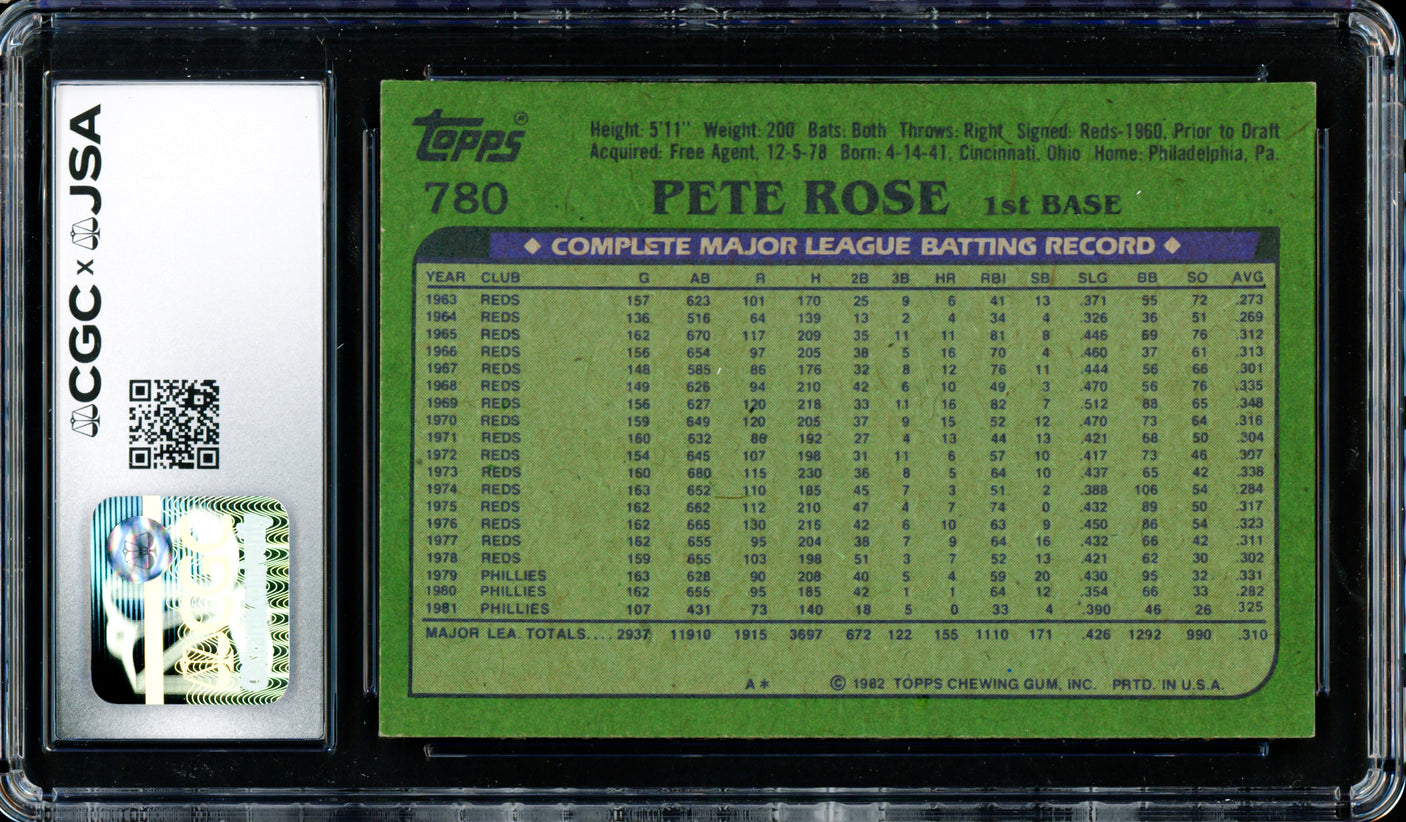 CGC x JSA
Topps®
Height: 5'11" Weight: 200 Bats: Both Throws: Right Signed: Reds-1960, Prior to Draft
Acquired: Free Agent, 12-5-78 Born: 4-14-41, Cincinnati, Ohio Home: Philadelphia, Pa.
780 PETE ROSE 1st BASE
◆ COMPLETE MAJOR LEAGUE BATTING RECORD ◆
YEAR CLUB G AB R H 2B 3B HR RBI SB SLG BB SO AVG
1963 REDS 157 623 101 170 25 9 6 41 13 .371 55 72 .273
1964 REDS 136 516 64 139 13 2 4 34 4 .326 36 51 .269
1965 REDS 162 670 117 209 35 11 11 81 8 .446 69 76 .312
1966 REDS 156 654 97 205 38 5 16 70 4 .460 37 61 .313
1967 REDS 148 585 86 176 32 8 12 76 11 .444 56 66 .301
1968 REDS 149 626 94 210 42 6 10 49 3 .470 56 76 .335
1969 REDS 156 627 120 218 33 11 16 82 7 .512 88 65 .348
1970 REDS 159 649 120 205 37 9 15 52 12 .470 73 64 .316
1971 REDS 160 632 86 192 27 4 13 44 13 .421 68 50 .304
1972 REDS 154 645 107 198 31 11 6 57 10 .417 73 46 .307
1973 REDS 160 680 115 230 36 8 5 64 10 .437 65 42 .338
1974 REDS 163 652 110 185 45 7 3 51 2 .388 106 54 .284
1975 REDS 162 662 112 210 47 4 7 74 0 .432 89 50 .317
1976 REDS 162 665 130 215 42 6 10 63 9 .450 86 54 .323
1977 REDS 162 655 95 204 38 7 9 64 16 .432 66 42 .311
1978 REDS 159 655 103 198 51 3 7 52 13 .421 62 30 .302
1979 PHILLIES 163 628 90 208 40 5 4 59 20 .430 95 32 .331
1980 PHILLIES 162 655 95 185 42 1 1 64 12 .354 66 33 .282
1981 PHILLIES 107 431 73 140 18 5 0 33 4 .390 46 26 .325
MAJOR LEA. TOTALS.... 2937 11910 1915 3697 672 122 155 1110 171 .426 1292 990 .310
A* © 1982 TOPPS CHEWING GUM, INC. PRTD. IN U.S.A.